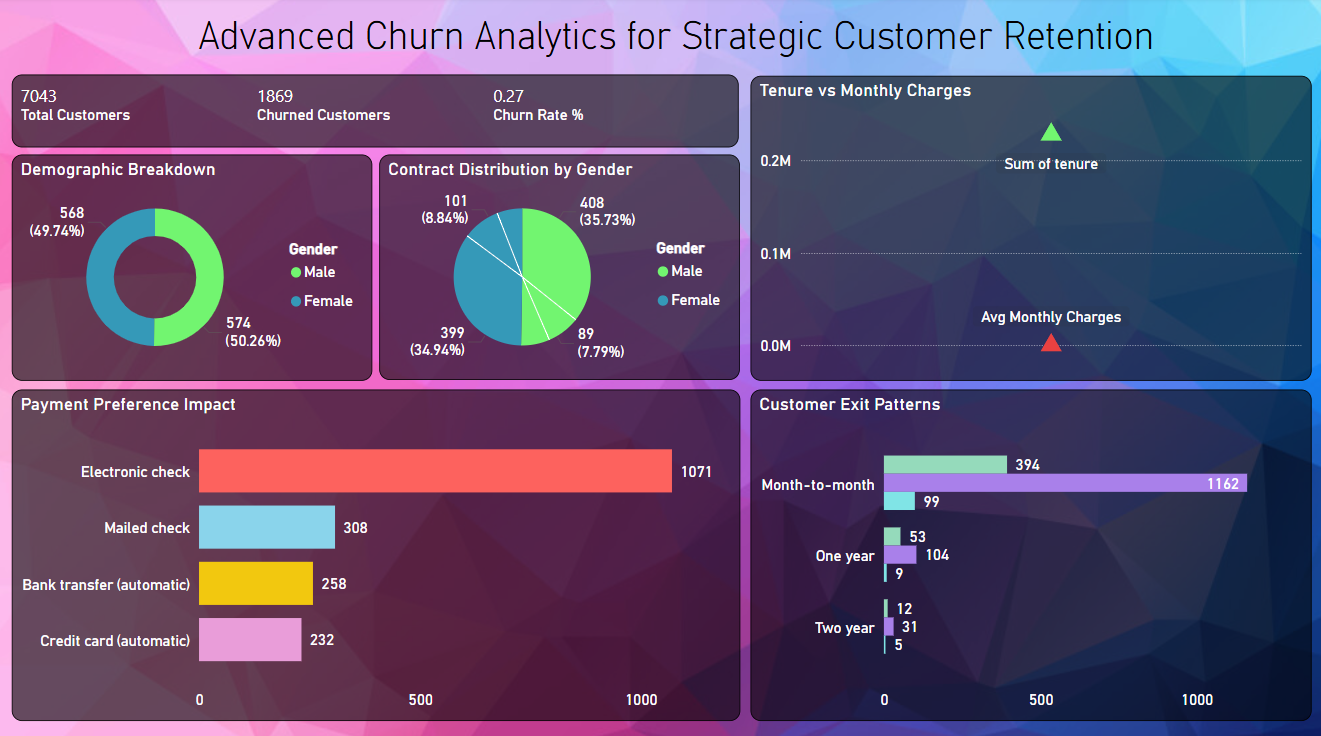 Advanced Churn Analytics for Strategic Customer Retention
7043
Total Customers
1869
Churned Customers
0.27
Churn Rate %
Demographic Breakdown
568
(49.74%)
574
(50.26%)
Gender
Male
Female
Contract Distribution by Gender
101
(8.84%)
408
(35.73%)
399
(34.94%)
89
(7.79%)
Gender
Male
Female
Tenure vs Monthly Charges
0.2M
Sum of tenure
0.1M
Avg Monthly Charges
0.0M
Payment Preference Impact
Electronic check
1071
Mailed check
308
Bank transfer (automatic)
258
Credit card (automatic)
232
0
500
1000
Customer Exit Patterns
Month-to-month
394
1162
99
One year
53
104
9
Two year
12
31
5
0
500
1000